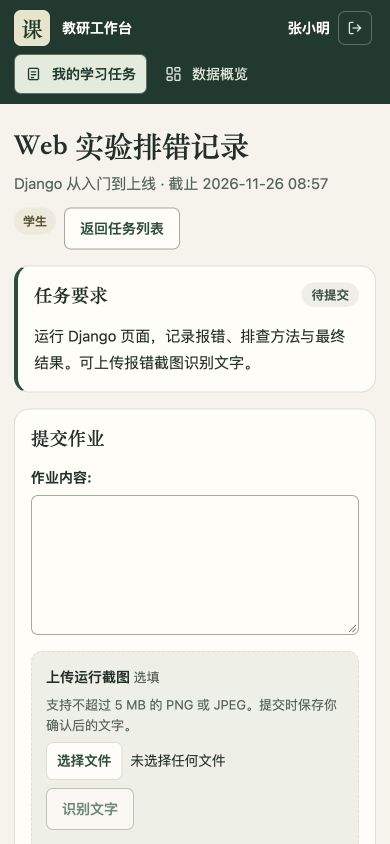 课 教研工作台 张小明
我的学习任务 数据概览
Web 实验排错记录
Django 从入门到上线 · 截止 2026-11-26 08:57
学生 返回任务列表
任务要求 待提交
运行 Django 页面，记录报错、排查方法与最终
结果。可上传报错截图识别文字。
提交作业
作业内容:
上传运行截图 选填
支持不超过 5 MB 的 PNG 或 JPEG。提交时保存你
确认后的文字。
选择文件 未选择任何文件
识别文字